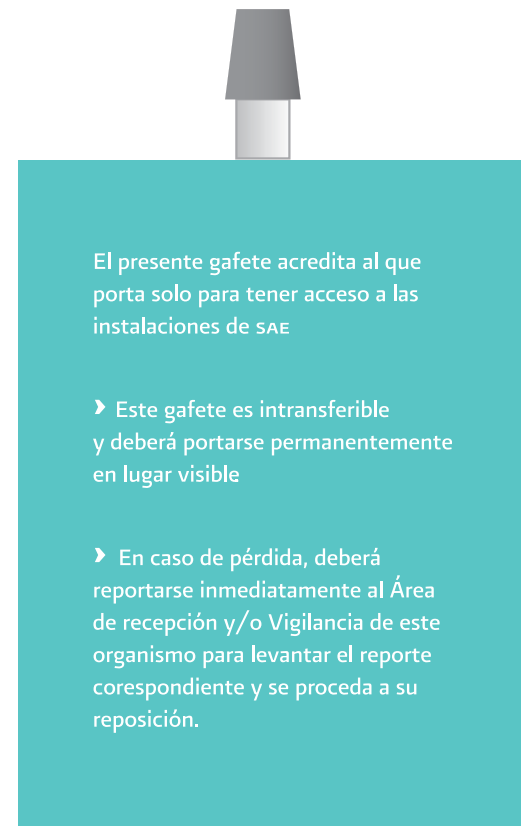 El presente gafete acredita al que
porta solo para tener acceso a las
instalaciones de SAE
› Este gafete es intransferible
y deberá portarse permanentemente
en lugar visible
› En caso de pérdida, deberá
reportarse inmediatamente al Área
de recepción y/o Vigilancia de este
organismo para levantar el reporte
corespondiente y se proceda a su
reposición.